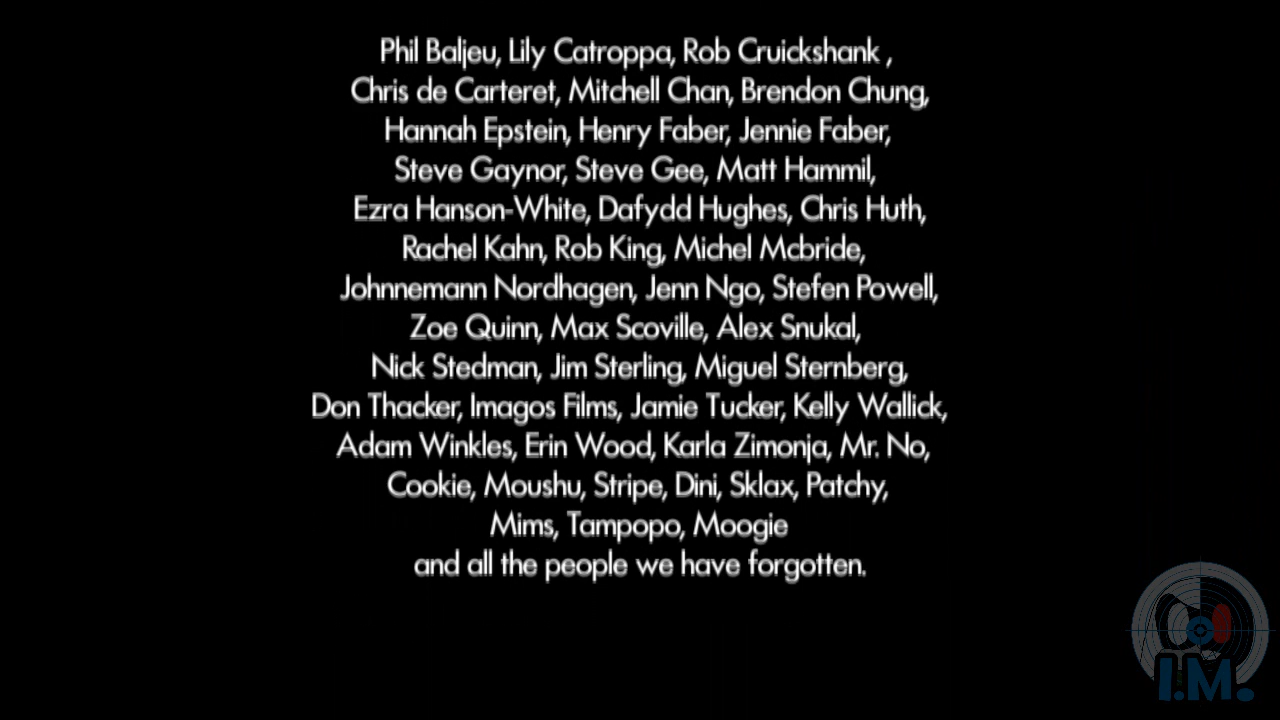 Phil Baljeu, Lily Catroppa, Rob Cruickshank ,
Chris de Carteret, Mitchell Chan, Brendon Chung,
Hannah Epstein, Henry Faber, Jennie Faber,
Steve Gaynor, Steve Gee, Matt Hammil,
Ezra Hanson-White, Dafydd Hughes, Chris Huth,
Rachel Kahn, Rob King, Michel Mcbride,
Johnnemann Nordhagen, Jenn Ngo, Stefen Powell,
Zoe Quinn, Max Scoville, Alex Snukal,
Nick Stedman, Jim Sterling, Miguel Sternberg,
Don Thacker, Imagos Films, Jamie Tucker, Kelly Wallick,
Adam Winkles, Erin Wood, Karla Zimonja, Mr. No,
Cookie, Moushu, Stripe, Dini, Sklax, Patchy,
Mims, Tampopo, Moogie
and all the people we have forgotten.
I.M.